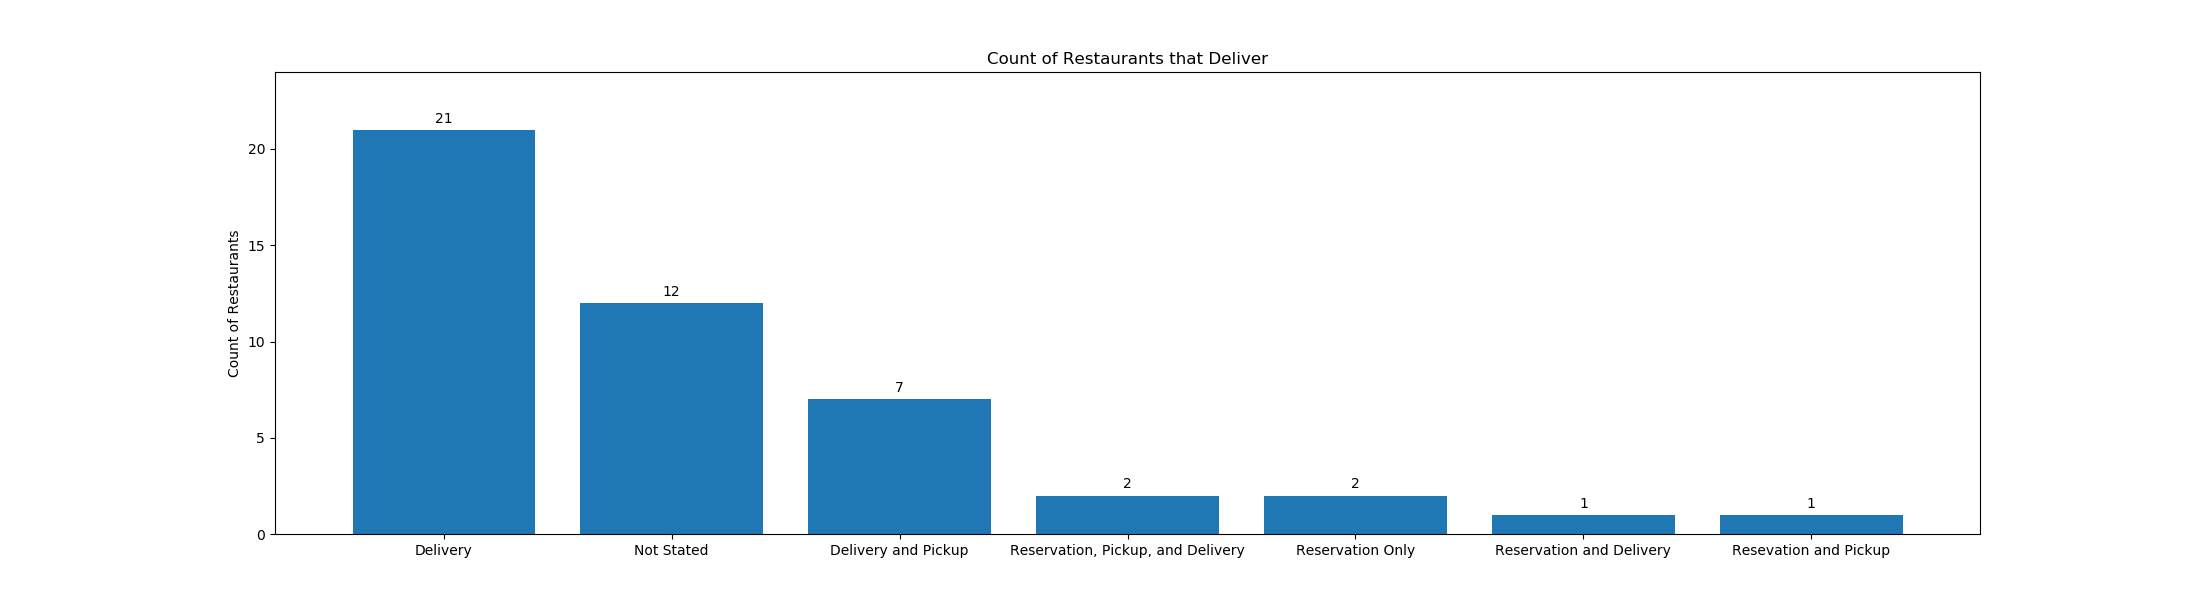 Count of Restaurants that Deliver
Count of Restaurants
20
15
10
5
0
21
12
7
2
2
1
1
Delivery
Not Stated
Delivery and Pickup
Reservation, Pickup, and Delivery
Reservation Only
Reservation and Delivery
Resevation and Pickup